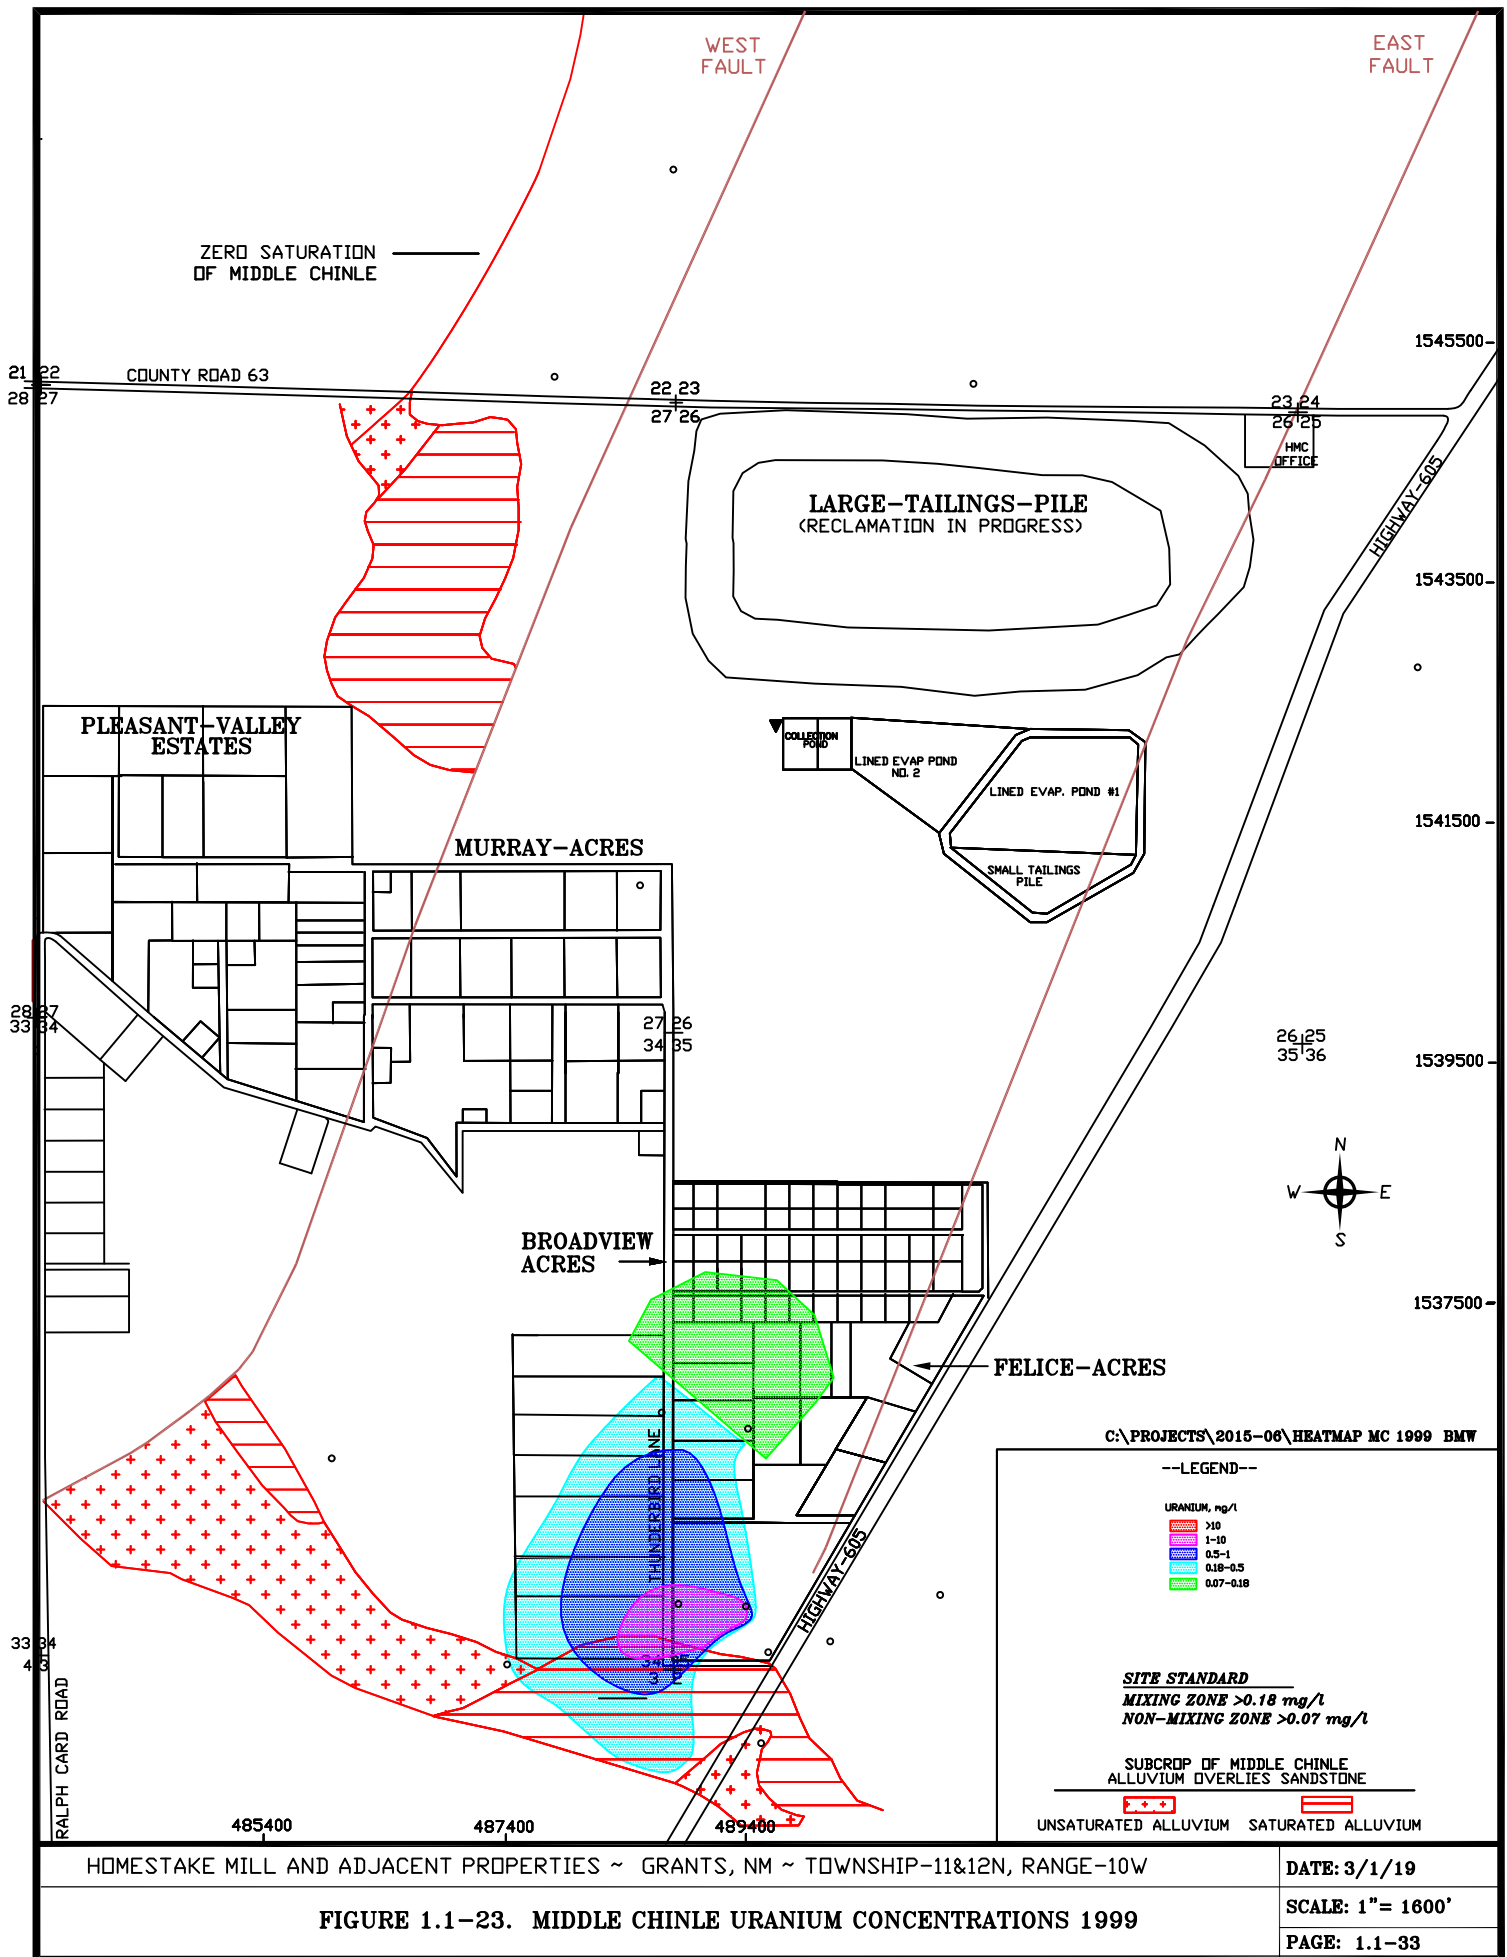 WEST
FAULT
EAST
FAULT
ZERO SATURATION
OF MIDDLE CHINLE
1545500
21 22
28 27
COUNTY ROAD 63
22 23
27 26
23 24
26 25
HMC
OFFICE
LARGE-TAILINGS-PILE
(RECLAMATION IN PROGRESS)
HIGHWAY-605
1543500
PLEASANT-VALLEY
ESTATES
COLLECTION
POND
LINED EVAP POND
NO. 2
LINED EVAP. POND #1
1541500
MURRAY-ACRES
SMALL TAILINGS
PILE
28 27
33 34
27 26
34 35
26 25
35 36
1539500
N
W E
S
BROADVIEW
ACRES
1537500
FELICE-ACRES
THUNDERBIRD LANE
HIGHWAY-605
C:\PROJECTS\2015-06\HEATMAP MC 1999 BMW
--LEGEND--
URANIUM, mg/l
>10
1-10
0.5-1
0.18-0.5
0.07-0.18
33 34
4 3
RALPH CARD ROAD
SITE STANDARD
MIXING ZONE >0.18 mg/l
NON-MIXING ZONE >0.07 mg/l
SUBCROP OF MIDDLE CHINLE
ALLUVIUM OVERLIES SANDSTONE
UNSATURATED ALLUVIUM SATURATED ALLUVIUM
485400
487400
489400
HOMESTAKE MILL AND ADJACENT PROPERTIES ~ GRANTS, NM ~ TOWNSHIP-11&12N, RANGE-10W
DATE: 3/1/19
FIGURE 1.1-23. MIDDLE CHINLE URANIUM CONCENTRATIONS 1999
SCALE: 1"= 1600'
PAGE: 1.1-33